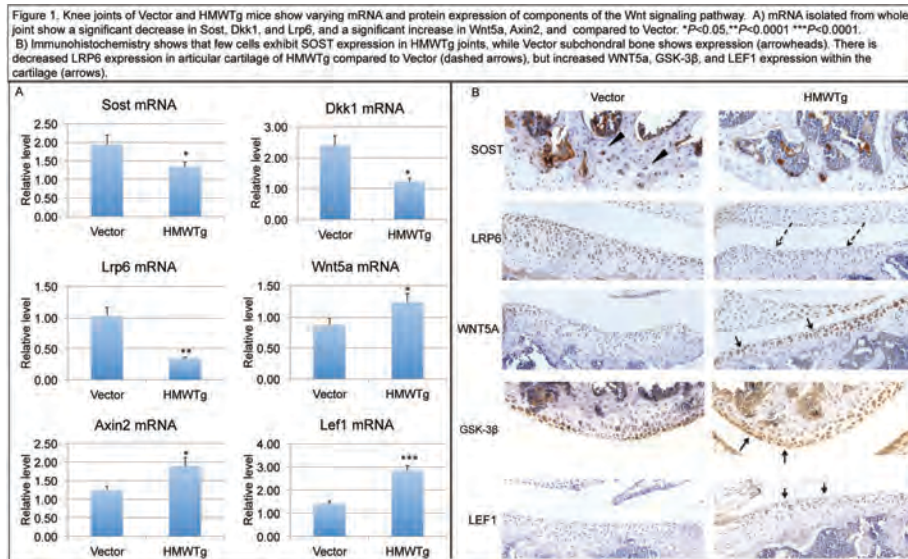 Figure 1. Knee joints of Vector and HMWTg mice show varying mRNA and protein expression of components of the Wnt signaling pathway. A) mRNA isolated from whole
joint show a significant decrease in Sost, Dkk1, and Lrp6, and a significant increase in Wnt5a, Axin2, and compared to Vector. *P<0.05,**P<0.0001 ***P<0.0001.
B) Immunohistochemistry shows that few cells exhibit SOST expression in HMWTg joints, while Vector subchondral bone shows expression (arrowheads). There is
decreased LRP6 expression in articular cartilage of HMWTg compared to Vector (dashed arrows), but increased WNT5a, GSK-3β, and LEF1 expression within the
cartilage (arrows).
A
Sost mRNA
Relative level
2.50
2.00
1.50
1.00
0.50
0.00
*
Vector HMWTg
Dkk1 mRNA
Relative level
3.00
2.00
1.00
0.00
*
Vector HMWTg
Lrp6 mRNA
Relative level
1.50
1.00
0.50
0.00
**
Vector HMWTg
Wnt5a mRNA
Relative level
1.50
1.00
0.50
0.00
*
Vector HMWTg
Axin2 mRNA
Relative level
2.50
2.00
1.50
1.00
0.50
0.00
*
Vector HMWTg
Lef1 mRNA
Relative level
4.00
3.00
2.00
1.00
0.00
***
Vector HMWTg
B
Vector HMWTg
SOST
LRP6
WNT5A
GSK-3β
LEF1